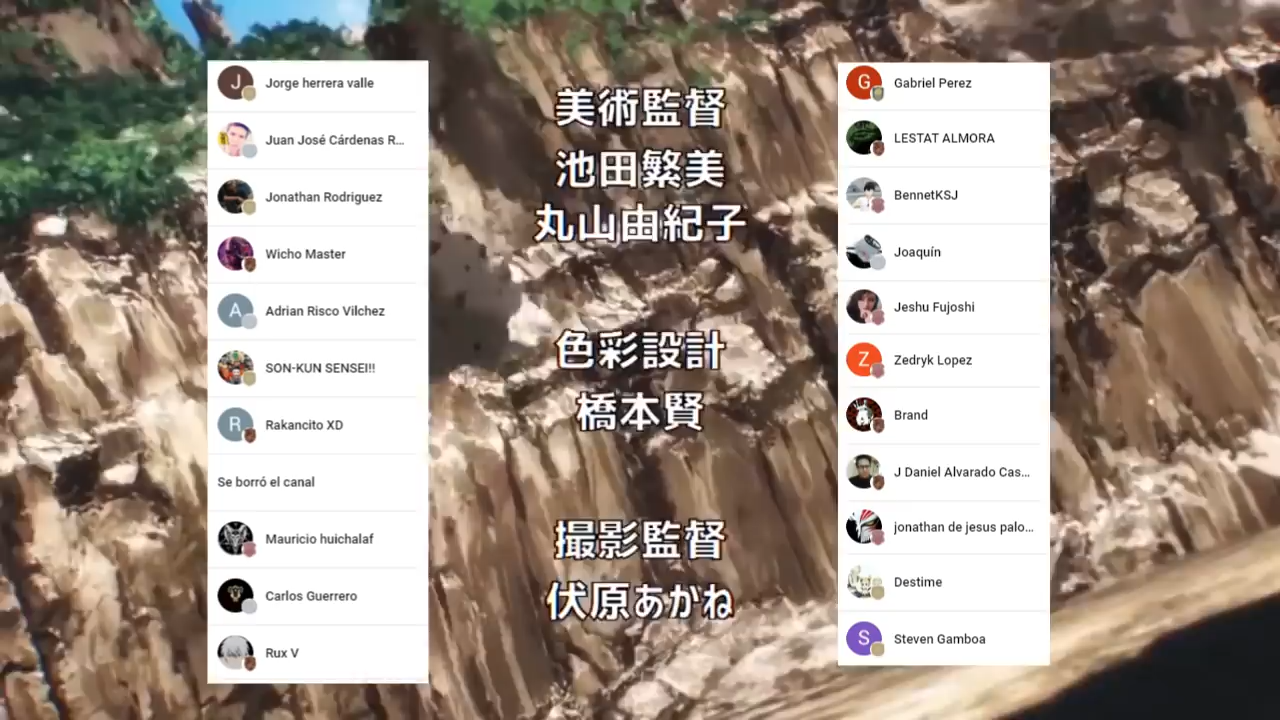 J
Jorge herrera valle
Juan José Cárdenas R...
Jonathan Rodriguez
Wicho Master
A
Adrian Risco Vilchez
SON-KUN SENSEI!!
R
Rakancito XD
Se borró el canal
Mauricio huichalaf
Carlos Guerrero
Rux V
美術監督
池田繁美
丸山由紀子
色彩設計
橋本賢
撮影監督
伏原あかね
G
Gabriel Perez
LESTAT ALMORA
BennetKSJ
Joaquín
Jeshu Fujoshi
Z
Zedryk Lopez
Brand
J Daniel Alvarado Cas...
jonathan de jesus palo...
Destime
S
Steven Gamboa